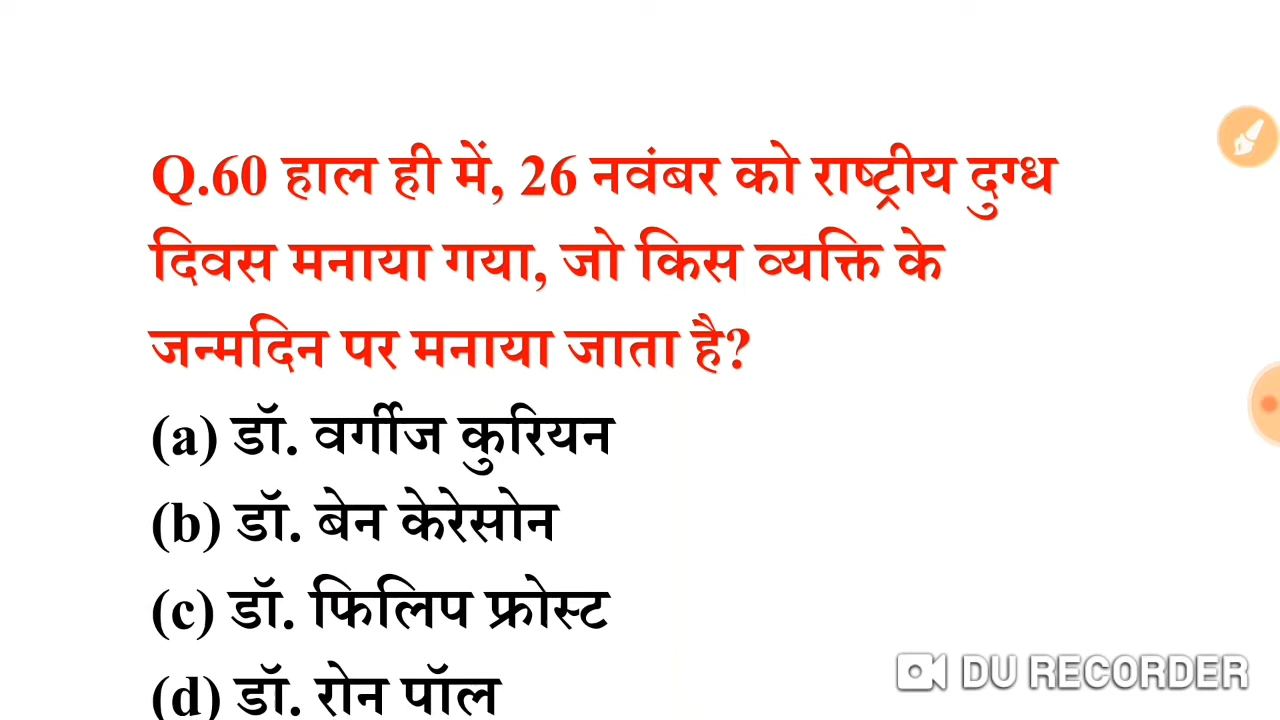 Q.60 हाल ही में, 26 नवंबर को राष्ट्रीय दुग्ध
दिवस मनाया गया, जो किस व्यक्ति के
जन्मदिन पर मनाया जाता है?
(a) डॉ. वर्गीज कुरियन
(b) डॉ. बेन केरेसोन
(c) डॉ. फिलिप फ्रोस्ट
(d) डॉ. रोन पॉल
DU RECORDER